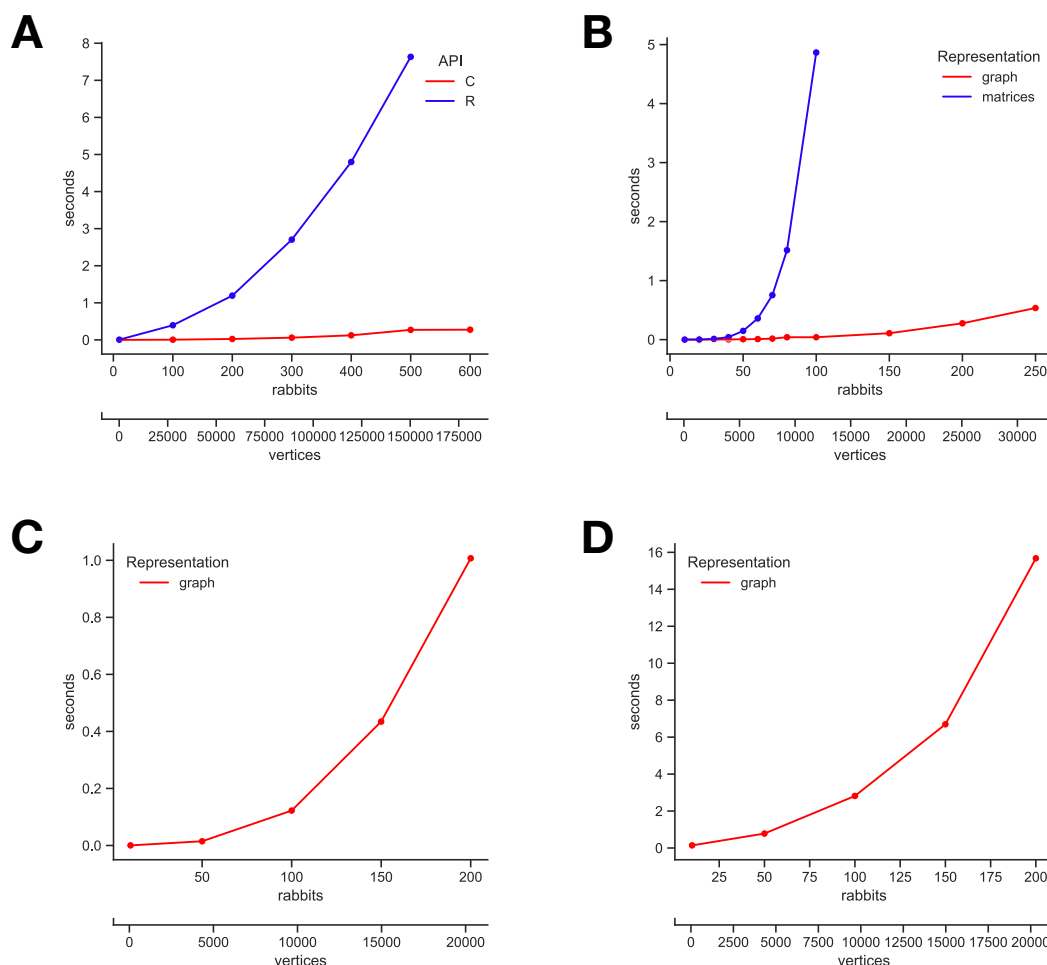 A
8
7
6
5
4
3
2
1
0
seconds
API
C
R
0 100 200 300 400 500 600
rabbits
0 25000 50000 75000 100000 125000 150000 175000
vertices
B
5
4
3
2
1
0
seconds
Representation
graph
matrices
0 50 100 150 200 250
rabbits
0 5000 10000 15000 20000 25000 30000
vertices
C
1.0
0.8
0.6
0.4
0.2
0.0
seconds
Representation
graph
50 100 150 200
rabbits
0 5000 10000 15000 20000
vertices
D
16
14
12
10
8
6
4
2
0
seconds
Representation
graph
25 50 75 100 125 150 175 200
rabbits
0 2500 5000 7500 10000 12500 15000 17500 20000
vertices